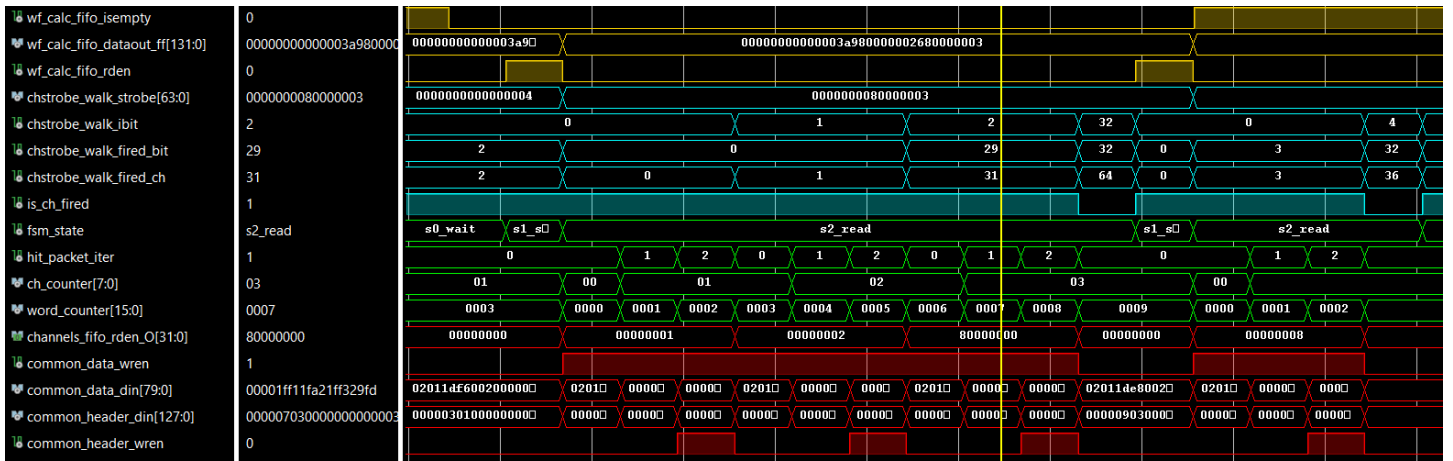 wf_calc_fifo_isempty 0
wf_calc_fifo_dataout_ff[131:0] 00000000000003a980000 00000000000003a9□ 00000000000003a980000002680000003
wf_calc_fifo_rden 0
chstrobe_walk_strobe[63:0] 0000000080000003 0000000000000004 0000000080000003
chstrobe_walk_ibit 2 0 1 2 32 0 4
chstrobe_walk_fired_bit 29 2 0 29 32 0 3 32
chstrobe_walk_fired_ch 31 2 0 1 31 64 0 3 36
is_ch_fired 1
fsm_state s2_read s0_wait s1_s□ s2_read s1_s□ s2_read
hit_packet_iter 1 0 1 2 0 1 2 0 1 2 0 1 2
ch_counter[7:0] 03 01 00 01 02 03 00
word_counter[15:0] 0007 0003 0000 0001 0002 0003 0004 0005 0006 0007 0008 0009 0000 0001 0002
channels_fifo_rden_O[31:0] 80000000 00000000 00000001 00000002 80000000 00000000 00000008
common_data_wren 1
common_data_din[79:0] 00001ff11fa21ff329fd 02011df600200000□ 0201□ 0000□ 0000□ 0201□ 0000□ 000□ 0201□ 0000□ 0000□ 02011de8002□ 0201□ 0000□ 000□
common_header_din[127:0] 0000070300000000000003 0000030100000000□ 0000□ 0000□ 0000□ 0000□ 0000□ 0000□ 0000□ 0000□ 0000□ 00000903000□ 0000□ 0000□ 0000□
common_header_wren 0